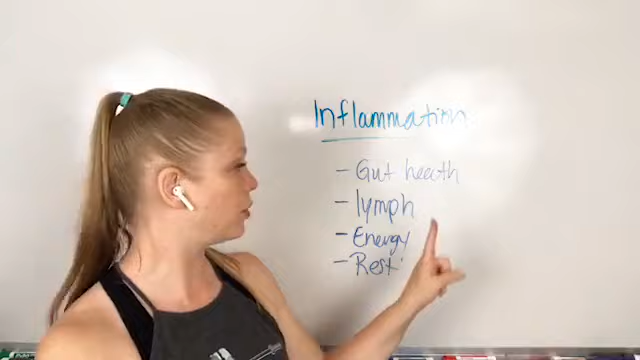 Inflammation
- Gut health
- lymph
- Energy
- Rest